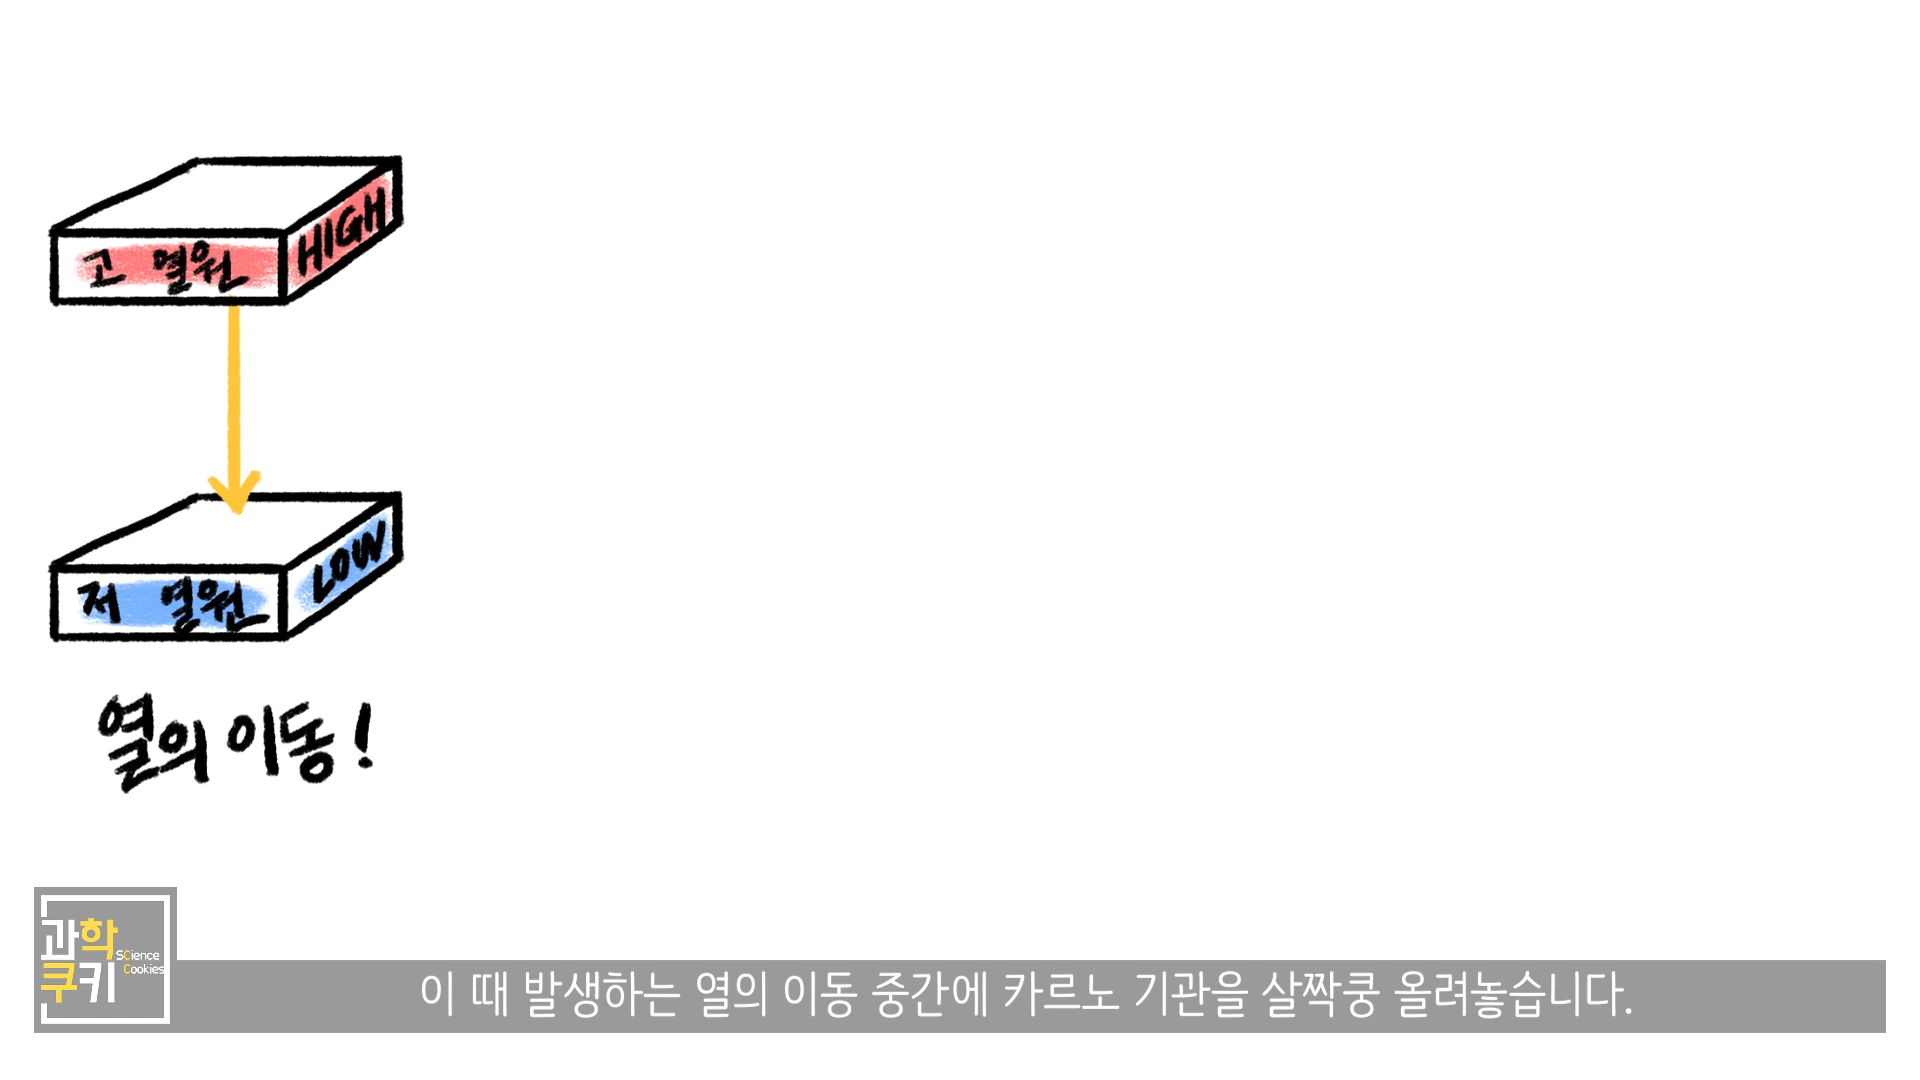 고 열원
HIGH
저 열원
LOW
열의 이동!
과학
쿠키
SCience
Cookies
이 때 발생하는 열의 이동 중간에 카르노 기관을 살짝쿵 올려놓습니다.